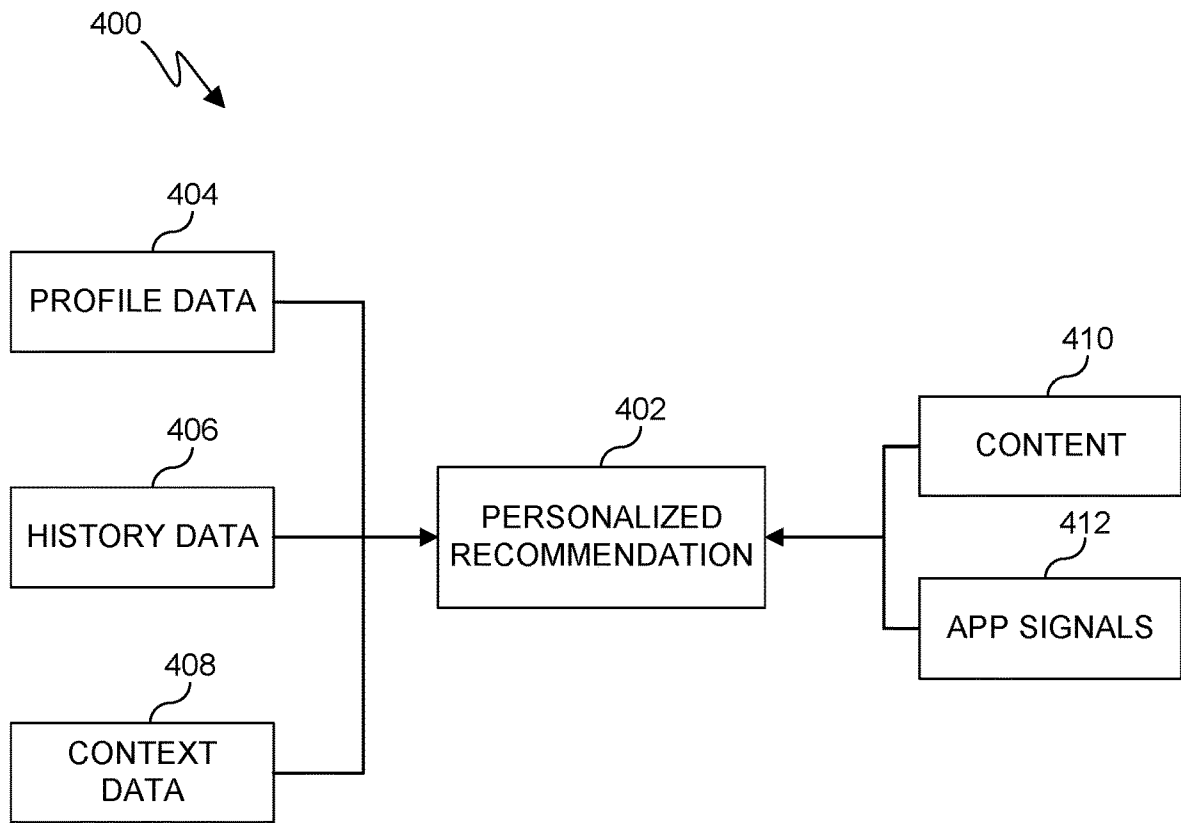 400
404
PROFILE DATA
406
HISTORY DATA
408
CONTEXT
DATA
402
PERSONALIZED
RECOMMENDATION
410
CONTENT
412
APP SIGNALS